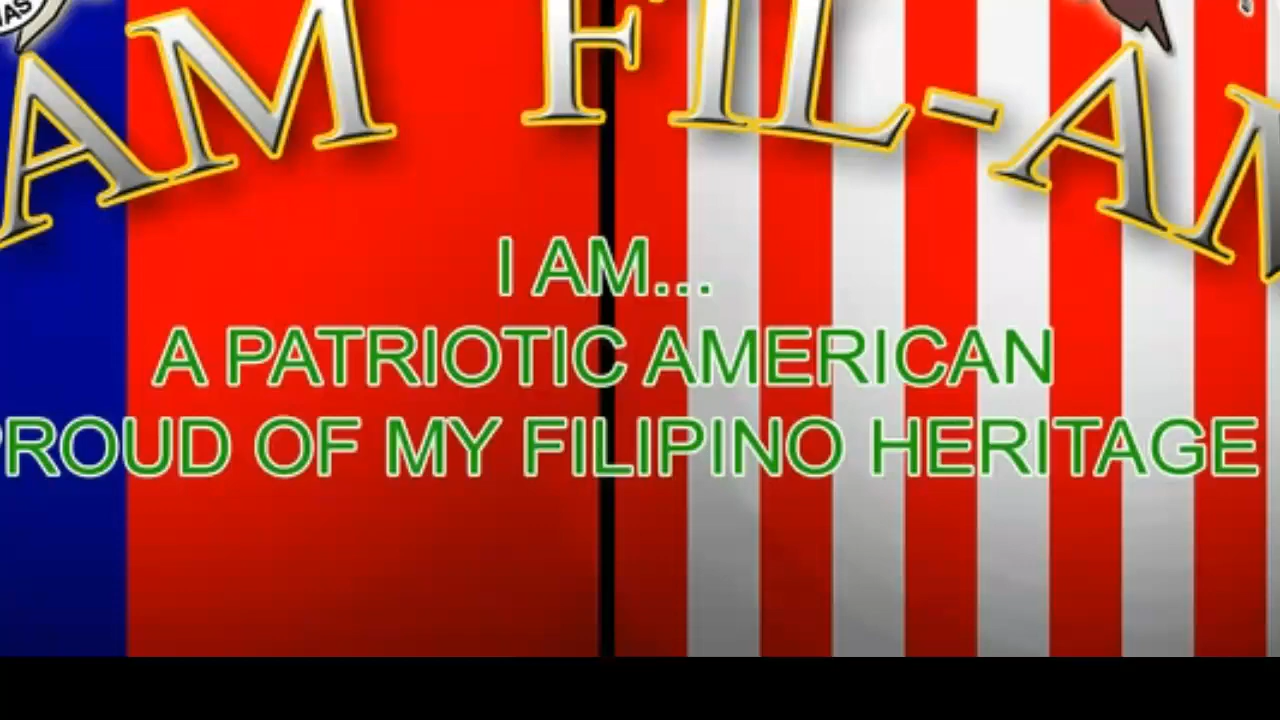 AM FIL-AM
I AM...
A PATRIOTIC AMERICAN
PROUD OF MY FILIPINO HERITAGE